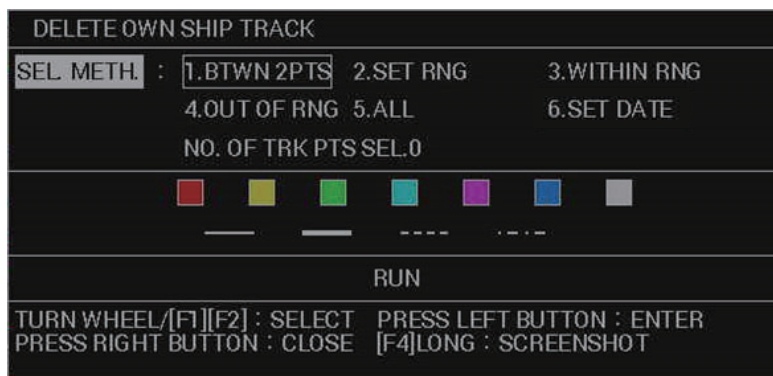 DELETE OWN SHIP TRACK
SEL. METH. : 1.BTWN 2PTS 2.SET RNG 3.WITHIN RNG
4.OUT OF RNG 5.ALL 6.SET DATE
NO. OF TRK PTS SEL.0
RUN
TURN WHEEL/[F1][F2] : SELECT PRESS LEFT BUTTON : ENTER
PRESS RIGHT BUTTON : CLOSE [F4]LONG : SCREENSHOT